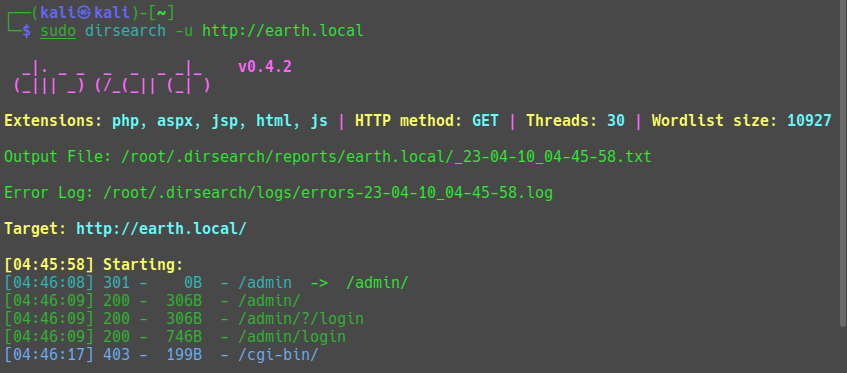 ┌──(kali㉿kali)-[~]
└─$ sudo dirsearch -u http://earth.local
  _|. _ _  _  _  _ _|_    v0.4.2
 (_||| _) (/_(_|| (_| )
Extensions: php, aspx, jsp, html, js | HTTP method: GET | Threads: 30 | Wordlist size: 10927
Output File: /root/.dirsearch/reports/earth.local/_23-04-10_04-45-58.txt
Error Log: /root/.dirsearch/logs/errors-23-04-10_04-45-58.log
Target: http://earth.local/
[04:45:58] Starting:
[04:46:08] 301 -    0B  - /admin  ->  /admin/
[04:46:09] 200 -  306B  - /admin/
[04:46:09] 200 -  306B  - /admin/?/login
[04:46:09] 200 -  746B  - /admin/login
[04:46:17] 403 -  199B  - /cgi-bin/